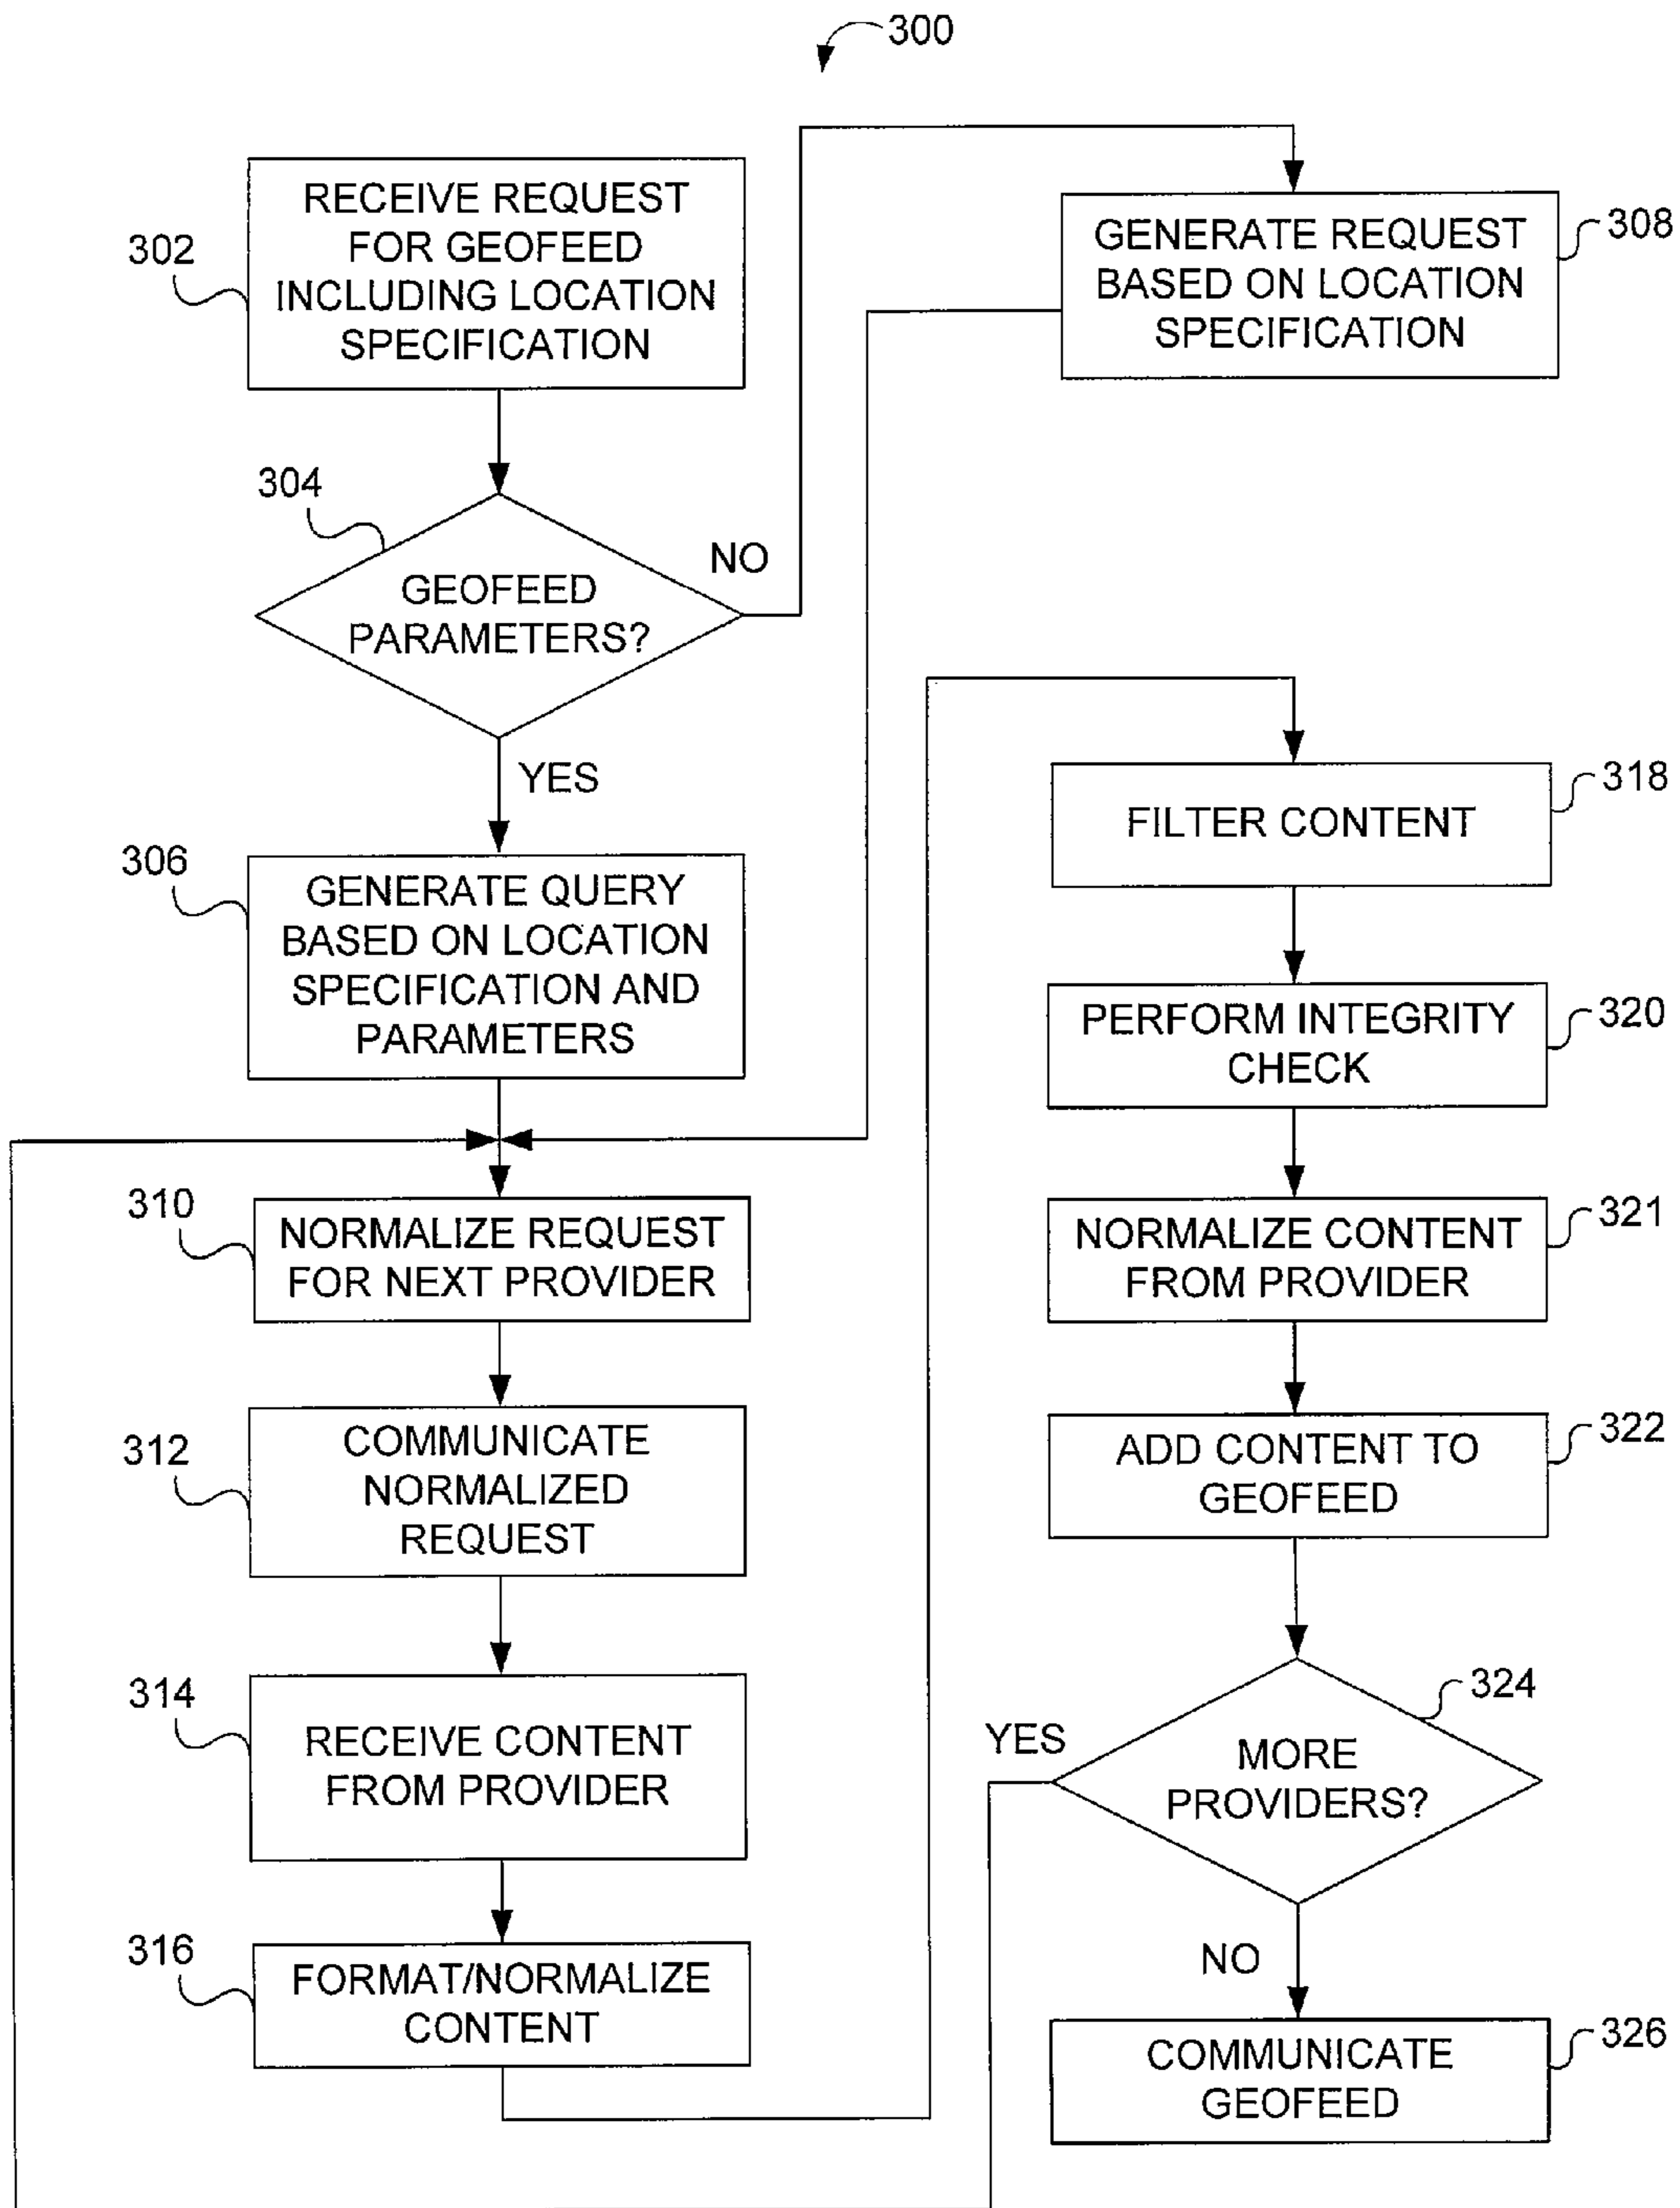 300
302
RECEIVE REQUEST
FOR GEOFEED
INCLUDING LOCATION
SPECIFICATION
308
GENERATE REQUEST
BASED ON LOCATION
SPECIFICATION
304
GEOFEED
PARAMETERS?
NO
YES
306
GENERATE QUERY
BASED ON LOCATION
SPECIFICATION AND
PARAMETERS
310
NORMALIZE REQUEST
FOR NEXT PROVIDER
312
COMMUNICATE
NORMALIZED
REQUEST
314
RECEIVE CONTENT
FROM PROVIDER
316
FORMAT/NORMALIZE
CONTENT
318
FILTER CONTENT
320
PERFORM INTEGRITY
CHECK
321
NORMALIZE CONTENT
FROM PROVIDER
322
ADD CONTENT TO
GEOFEED
324
MORE
PROVIDERS?
YES
NO
326
COMMUNICATE
GEOFEED